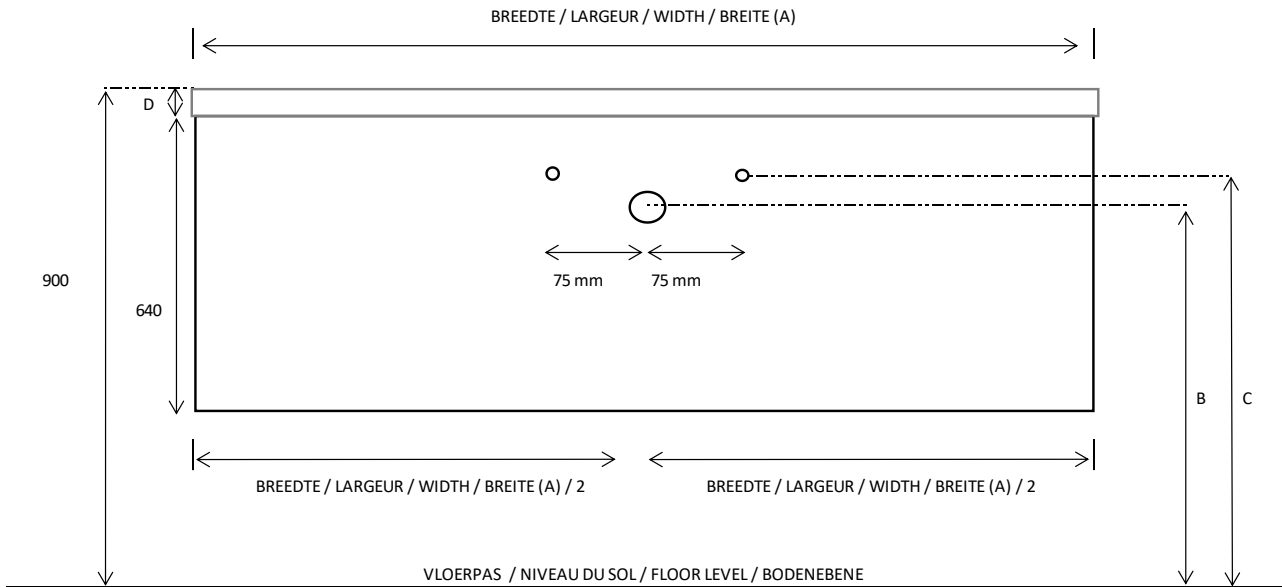 BREEDTE / LARGEUR / WIDTH / BREITE (A)
D
900
75 mm
75 mm
640
B
C
BREEDTE / LARGEUR / WIDTH / BREITE (A) / 2
BREEDTE / LARGEUR / WIDTH / BREITE (A) / 2
VLOERPAS / NIVEAU DU SOL / FLOOR LEVEL / BODENEBENE